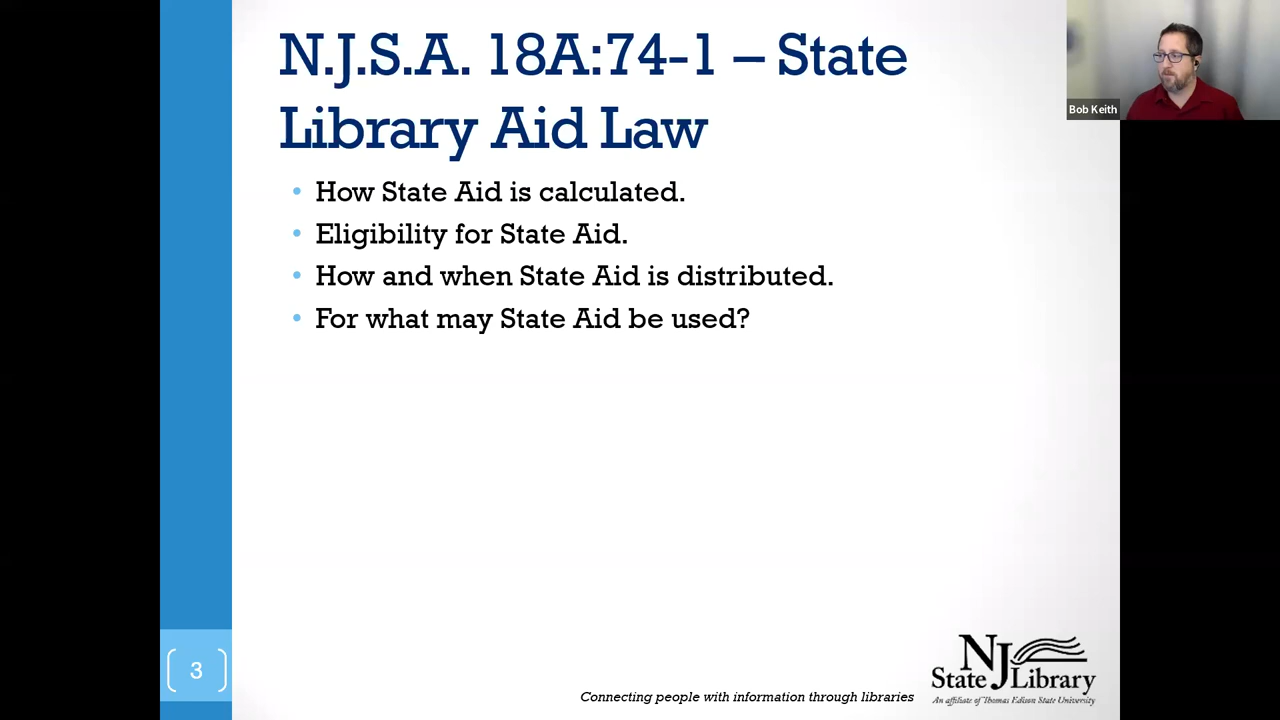 N.J.S.A. 18A:74-1 – State
Library Aid Law
Bob Keith
• How State Aid is calculated.
• Eligibility for State Aid.
• How and when State Aid is distributed.
• For what may State Aid be used?
3
NJ
State Library
An affiliate of Thomas Edison State University
Connecting people with information through libraries